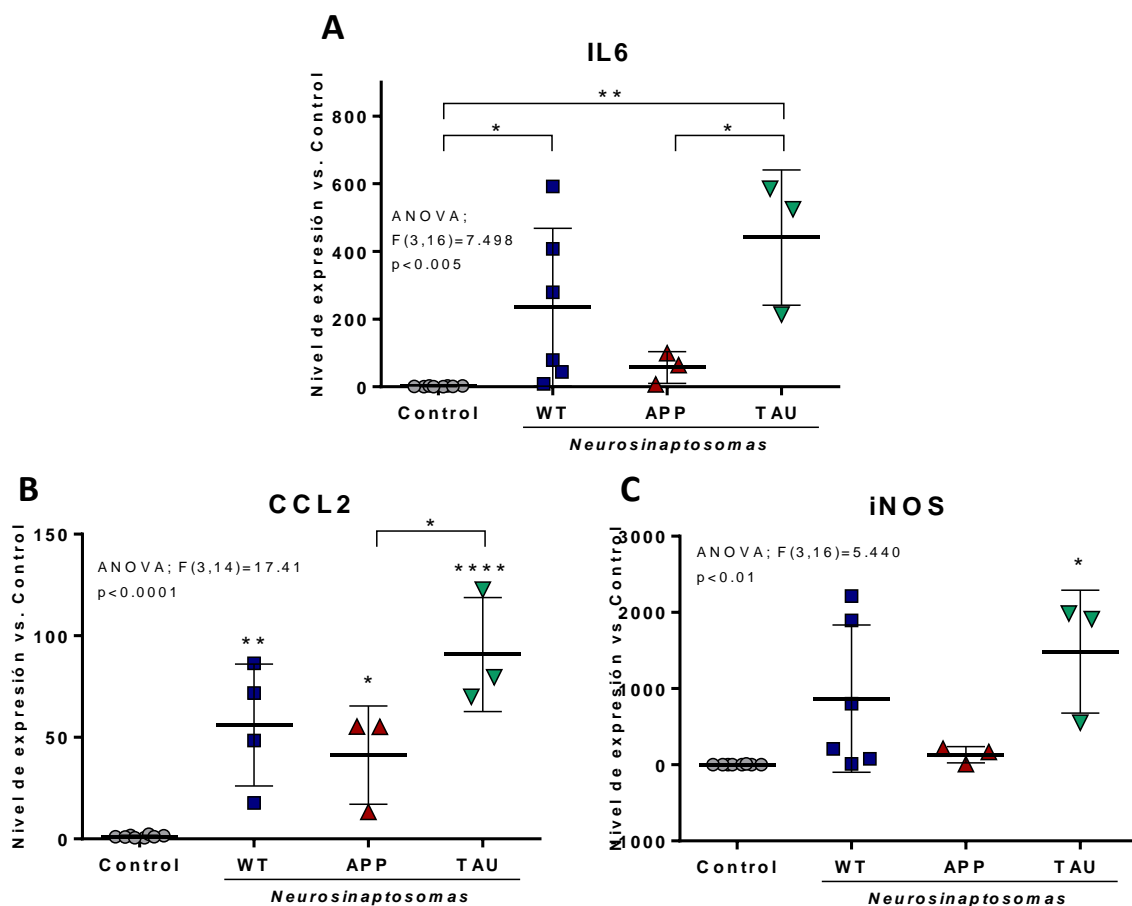 A
IL6
Nivel de expresión vs. Control
800
600
400
200
0
**
*
*
ANOVA;
F(3,16)=7.498
p<0.005
Control WT APP TAU
Neurosinaptosomas
B
CCL2
Nivel de expresión vs. Control
150
100
50
0
*
ANOVA; F(3,14)=17.41
p<0.0001
**
*
****
Control WT APP TAU
Neurosinaptosomas
C
iNOS
Nivel de expresión vs. Control
3000
2000
1000
0
-1000
ANOVA; F(3,16)=5.440
p<0.01
*
Control WT APP TAU
Neurosinaptosomas